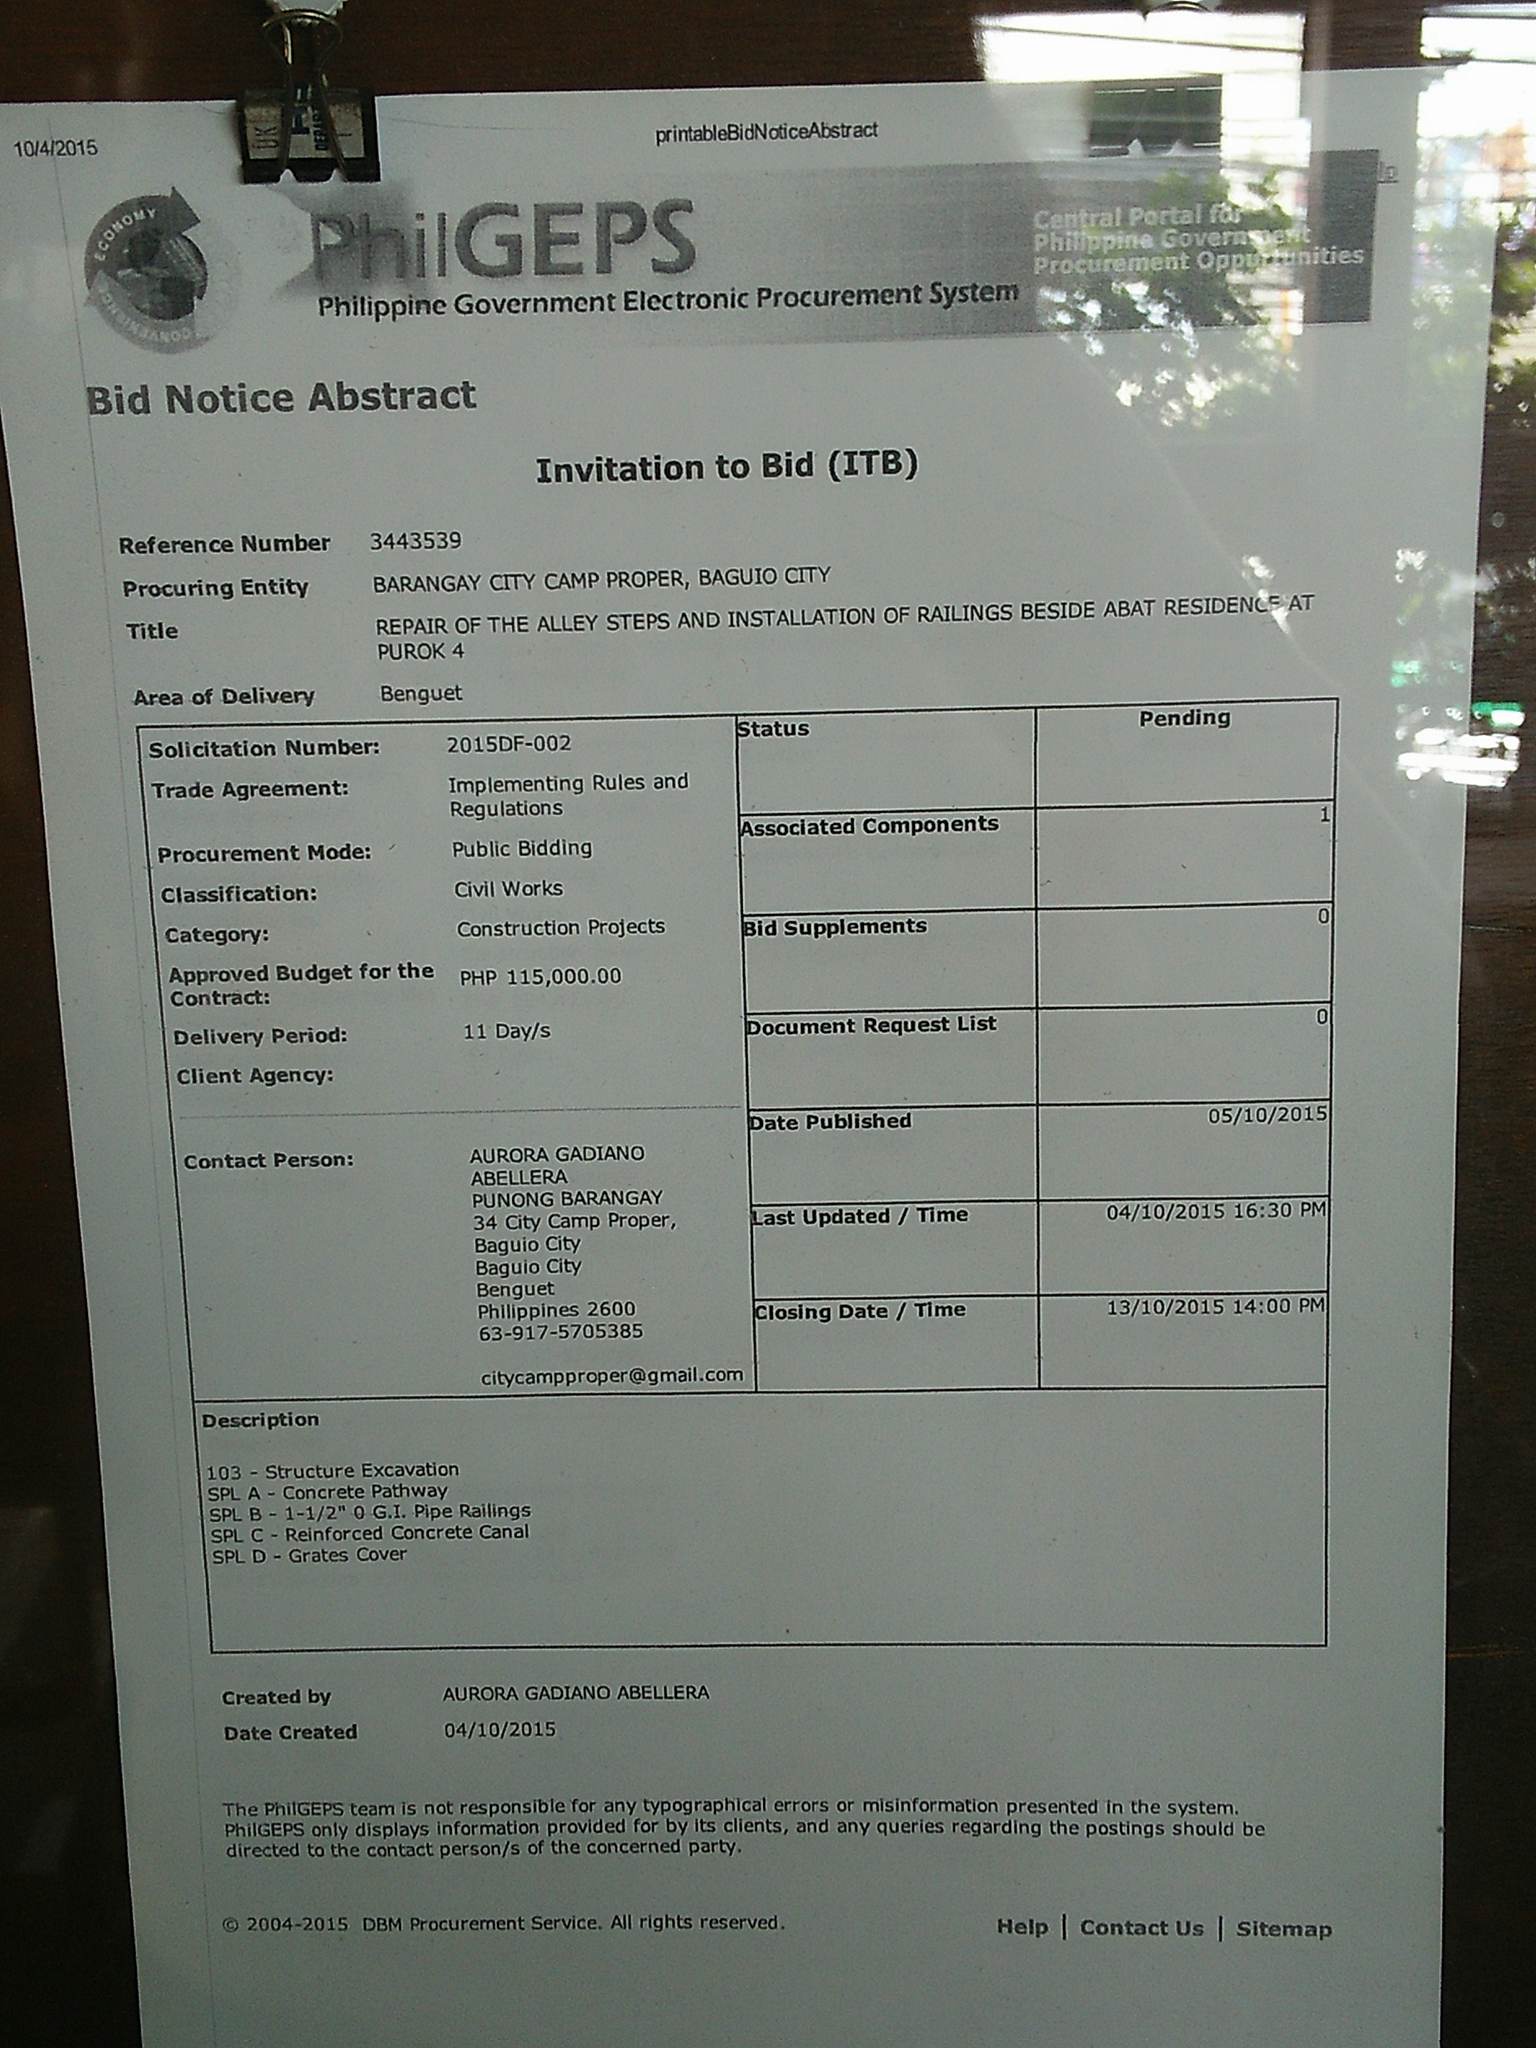 10/4/2015
printableBidNoticeAbstract
ECONOMY
PhilGEPS
Philippine Government Electronic Procurement System
Central Portal for
Philippine Government
Procurement Opportunities
Bid Notice Abstract
Invitation to Bid (ITB)
Reference Number 3443539
Procuring Entity BARANGAY CITY CAMP PROPER, BAGUIO CITY
Title REPAIR OF THE ALLEY STEPS AND INSTALLATION OF RAILINGS BESIDE ABAT RESIDENCE AT
PUROK 4
Area of Delivery Benguet
Solicitation Number: 2015DF-002
Trade Agreement: Implementing Rules and
Regulations
Procurement Mode: Public Bidding
Classification: Civil Works
Category: Construction Projects
Approved Budget for the
Contract: PHP 115,000.00
Delivery Period: 11 Day/s
Client Agency:
Contact Person: AURORA GADIANO
ABELLERA
PUNONG BARANGAY
34 City Camp Proper,
Baguio City
Baguio City
Benguet
Philippines 2600
63-917-5705385
citycampproper@gmail.com
Status Pending
Associated Components 1
Bid Supplements 0
Document Request List 0
Date Published 05/10/2015
Last Updated / Time 04/10/2015 16:30 PM
Closing Date / Time 13/10/2015 14:00 PM
Description
103 - Structure Excavation
SPL A - Concrete Pathway
SPL B - 1-1/2" 0 G.I. Pipe Railings
SPL C - Reinforced Concrete Canal
SPL D - Grates Cover
Created by AURORA GADIANO ABELLERA
Date Created 04/10/2015
The PhilGEPS team is not responsible for any typographical errors or misinformation presented in the system.
PhilGEPS only displays information provided for by its clients, and any queries regarding the postings should be
directed to the contact person/s of the concerned party.
© 2004-2015 DBM Procurement Service. All rights reserved.
Help | Contact Us | Sitemap